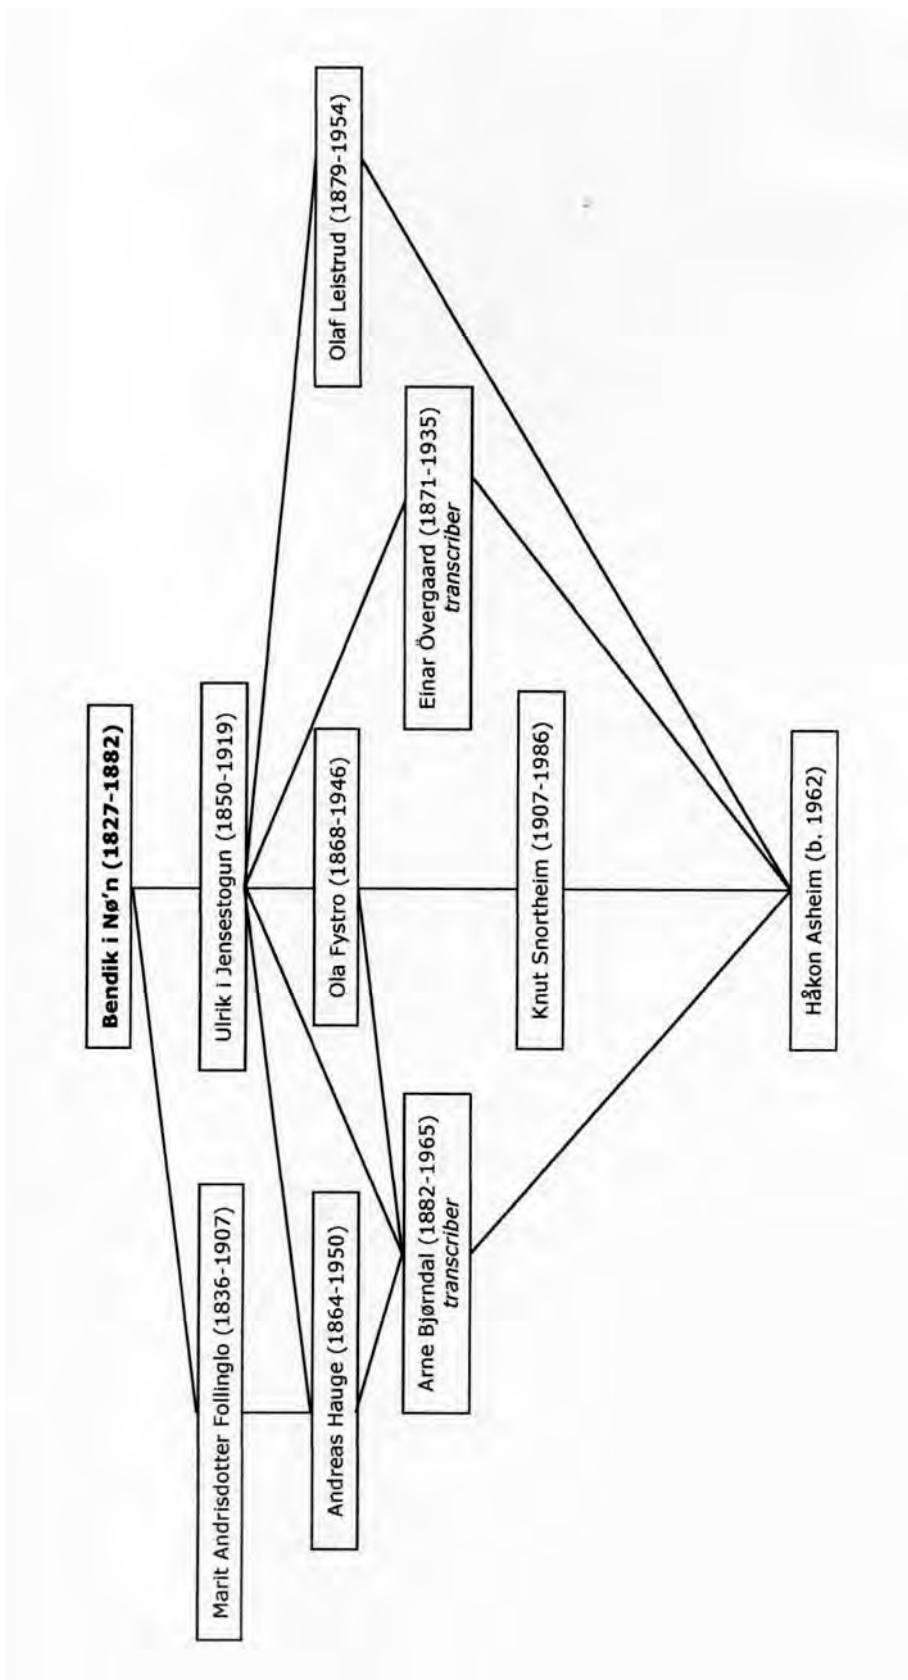 Bendik i Nø'n (1827-1882)
Marit Andrisdotter Follinglo (1836-1907)
Ulrik i Jensestogun (1850-1919)
Andreas Hauge (1864-1950)
Ola Fystro (1868-1946)
Olaf Leistrud (1879-1954)
Arne Bjørndal (1882-1965)
transcriber
Einar Övergaard (1871-1935)
transcriber
Knut Snortheim (1907-1986)
Håkon Asheim (b. 1962)